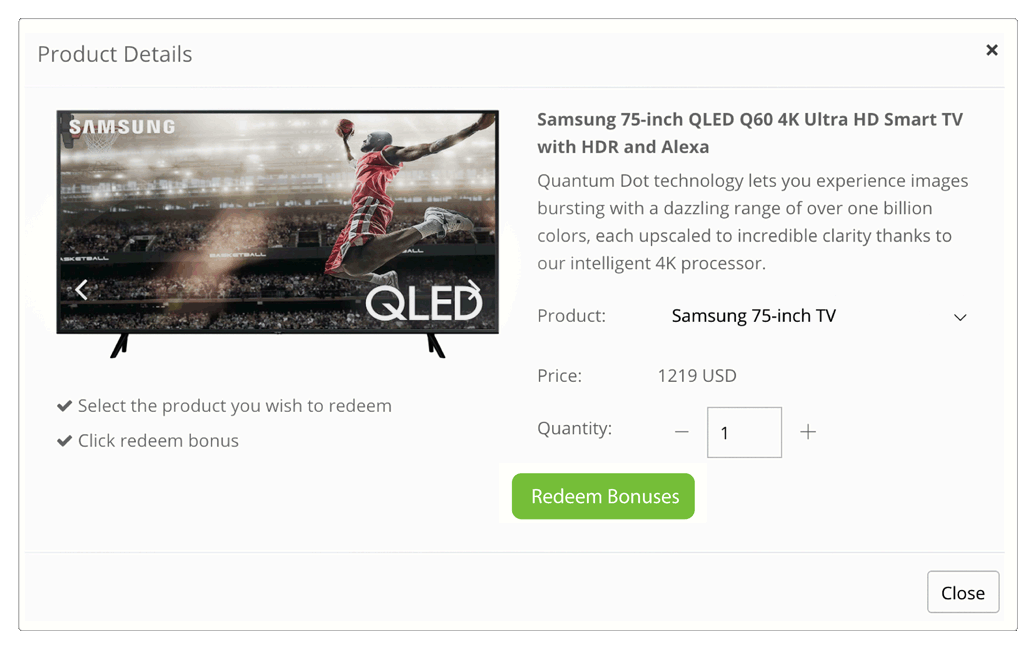 Product Details
SAMSUNG
BASKETBALL
BASKETBALL
QLED
Select the product you wish to redeem
Click redeem bonus
Samsung 75-inch QLED Q60 4K Ultra HD Smart TV
with HDR and Alexa
Quantum Dot technology lets you experience images
bursting with a dazzling range of over one billion
colors, each upscaled to incredible clarity thanks to
our intelligent 4K processor.
Product: Samsung 75-inch TV
Price: 1219 USD
Quantity: 1
Redeem Bonuses
Close